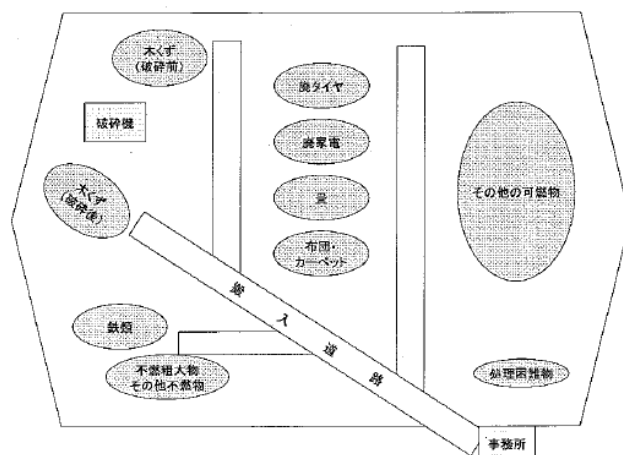 木くず
(破砕前)
廃タイヤ
破砕機
廃家電
木くず
(破砕後)
畳
その他の可燃物
布団・
カーペット
搬入道路
鉄類
不燃粗大物
その他不燃物
処理困難物
事務所